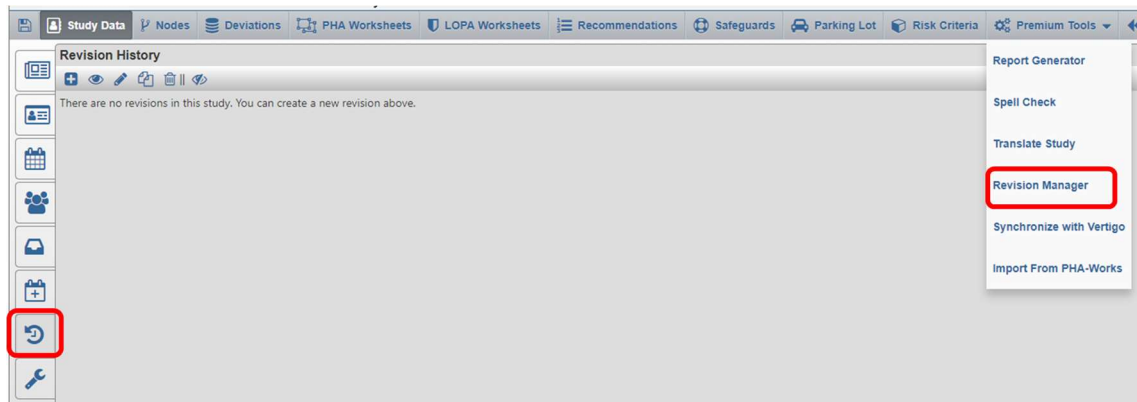 Study Data Nodes Deviations PHA Worksheets LOPA Worksheets Recommendations Safeguards Parking Lot Risk Criteria Premium Tools
Revision History
There are no revisions in this study. You can create a new revision above.
Report Generator
Spell Check
Translate Study
Revision Manager
Synchronize with Vertigo
Import From PHA-Works